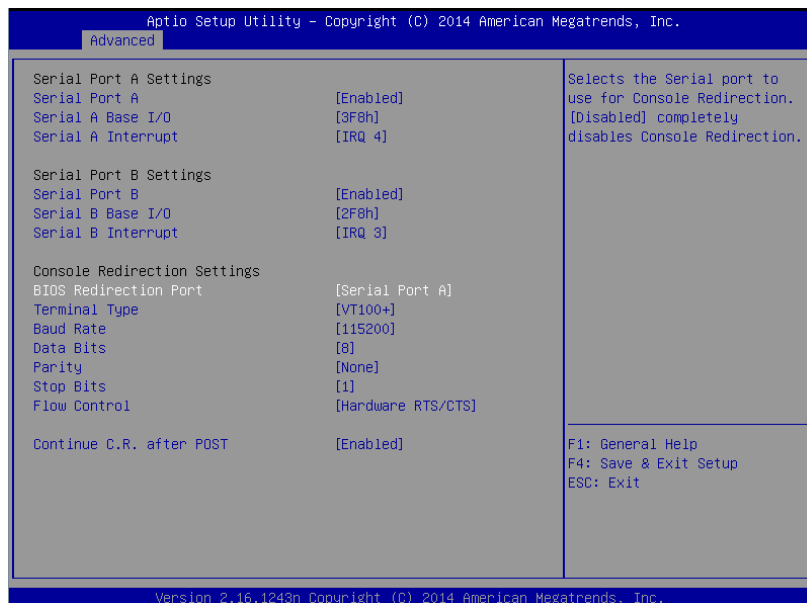 Aptio Setup Utility – Copyright (C) 2014 American Megatrends, Inc.
Advanced
Serial Port A Settings
Serial Port A [Enabled]
Serial A Base I/O [3F8h]
Serial A Interrupt [IRQ 4]
Serial Port B Settings
Serial Port B [Enabled]
Serial B Base I/O [2F8h]
Serial B Interrupt [IRQ 3]
Console Redirection Settings
BIOS Redirection Port [Serial Port A]
Terminal Type [VT100+]
Baud Rate [115200]
Data Bits [8]
Parity [None]
Stop Bits [1]
Flow Control [Hardware RTS/CTS]
Continue C.R. after POST [Enabled]
Selects the Serial port to
use for Console Redirection.
[Disabled] completely
disables Console Redirection.
F1: General Help
F4: Save & Exit Setup
ESC: Exit
Version 2.16.1243n Copyright (C) 2014 American Megatrends, Inc.